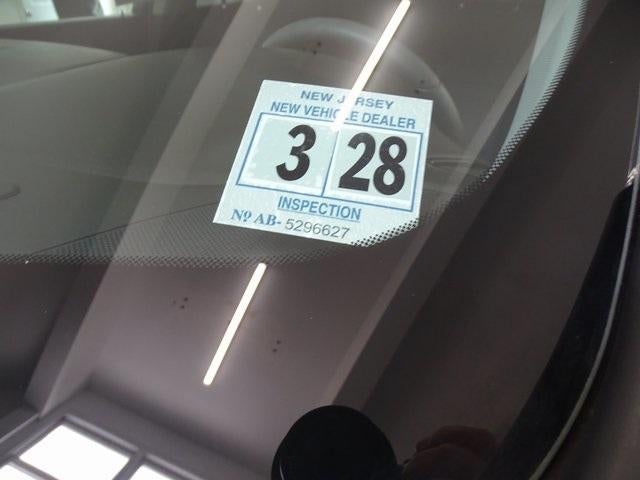 NEW JERSEY
NEW VEHICLE DEALER
3 28
INSPECTION
Nº AB- 5296627